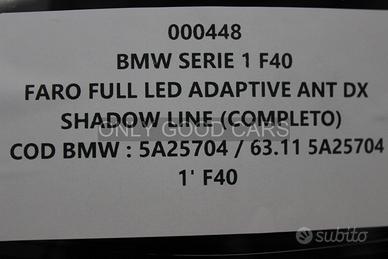 000448
BMW SERIE 1 F40
FARO FULL LED ADAPTIVE ANT DX
SHADOW LINE (COMPLETO)
ONLY GOOD CARS
COD BMW : 5A25704 / 63.11 5A25704
1' F40
subito